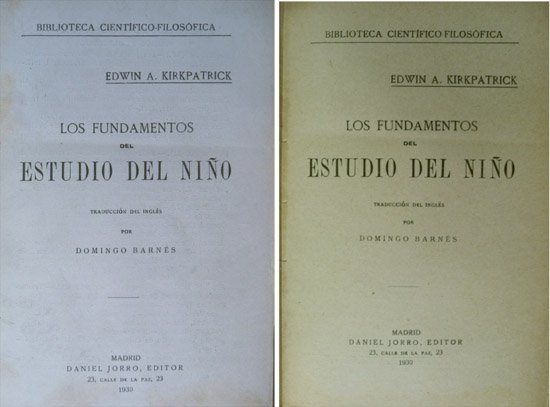 BIBLIOTECA CIENTÍFICO-FILOSÓFICA
EDWIN A. KIRKPATRICK
LOS FUNDAMENTOS
DEL
ESTUDIO DEL NIÑO
TRADUCCIÓN DEL INGLÉS
POR
DOMINGO BARNÉS
MADRID
DANIEL JORRO, EDITOR
23, CALLE DE LA PAZ, 23
1930
BIBLIOTECA CIENTÍFICO-FILOSÓFICA
EDWIN A. KIRKPATRICK
LOS FUNDAMENTOS
DEL
ESTUDIO DEL NIÑO
TRADUCCIÓN DEL INGLÉS
POR
DOMINGO BARNÉS
MADRID
DANIEL JORRO, EDITOR
23, CALLE DE LA PAZ, 23
1930